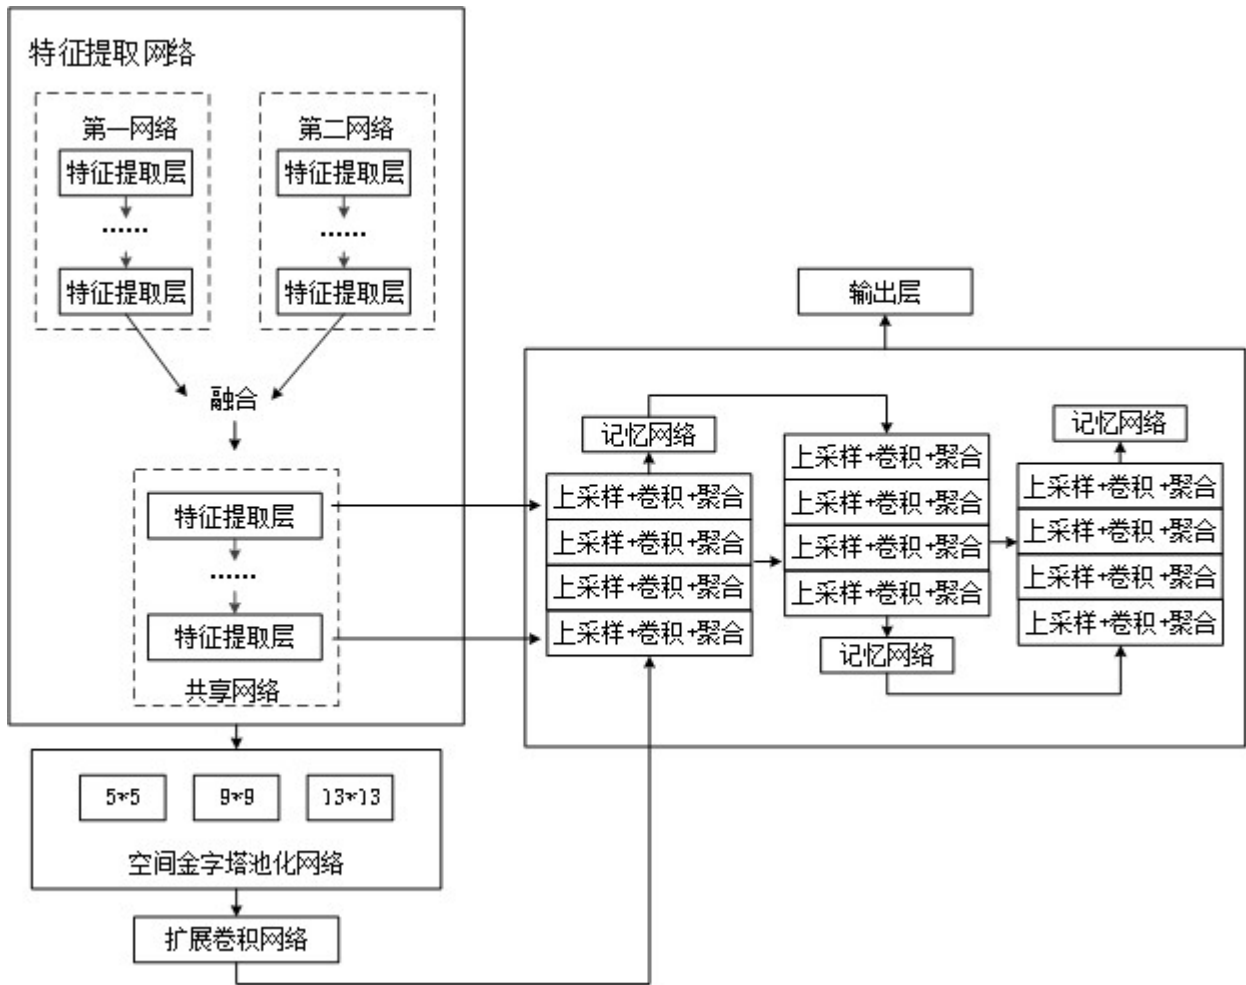 特征提取网络
第一网络
特征提取层
......
特征提取层
第二网络
特征提取层
......
特征提取层
融合
特征提取层
......
特征提取层
共享网络
5*5
9*9
13*13
空间金字塔池化网络
扩展卷积网络
输出层
记忆网络
上采样+卷积+聚合
上采样+卷积+聚合
上采样+卷积+聚合
上采样+卷积+聚合
上采样+卷积+聚合
上采样+卷积+聚合
上采样+卷积+聚合
上采样+卷积+聚合
记忆网络
记忆网络
上采样+卷积+聚合
上采样+卷积+聚合
上采样+卷积+聚合
上采样+卷积+聚合